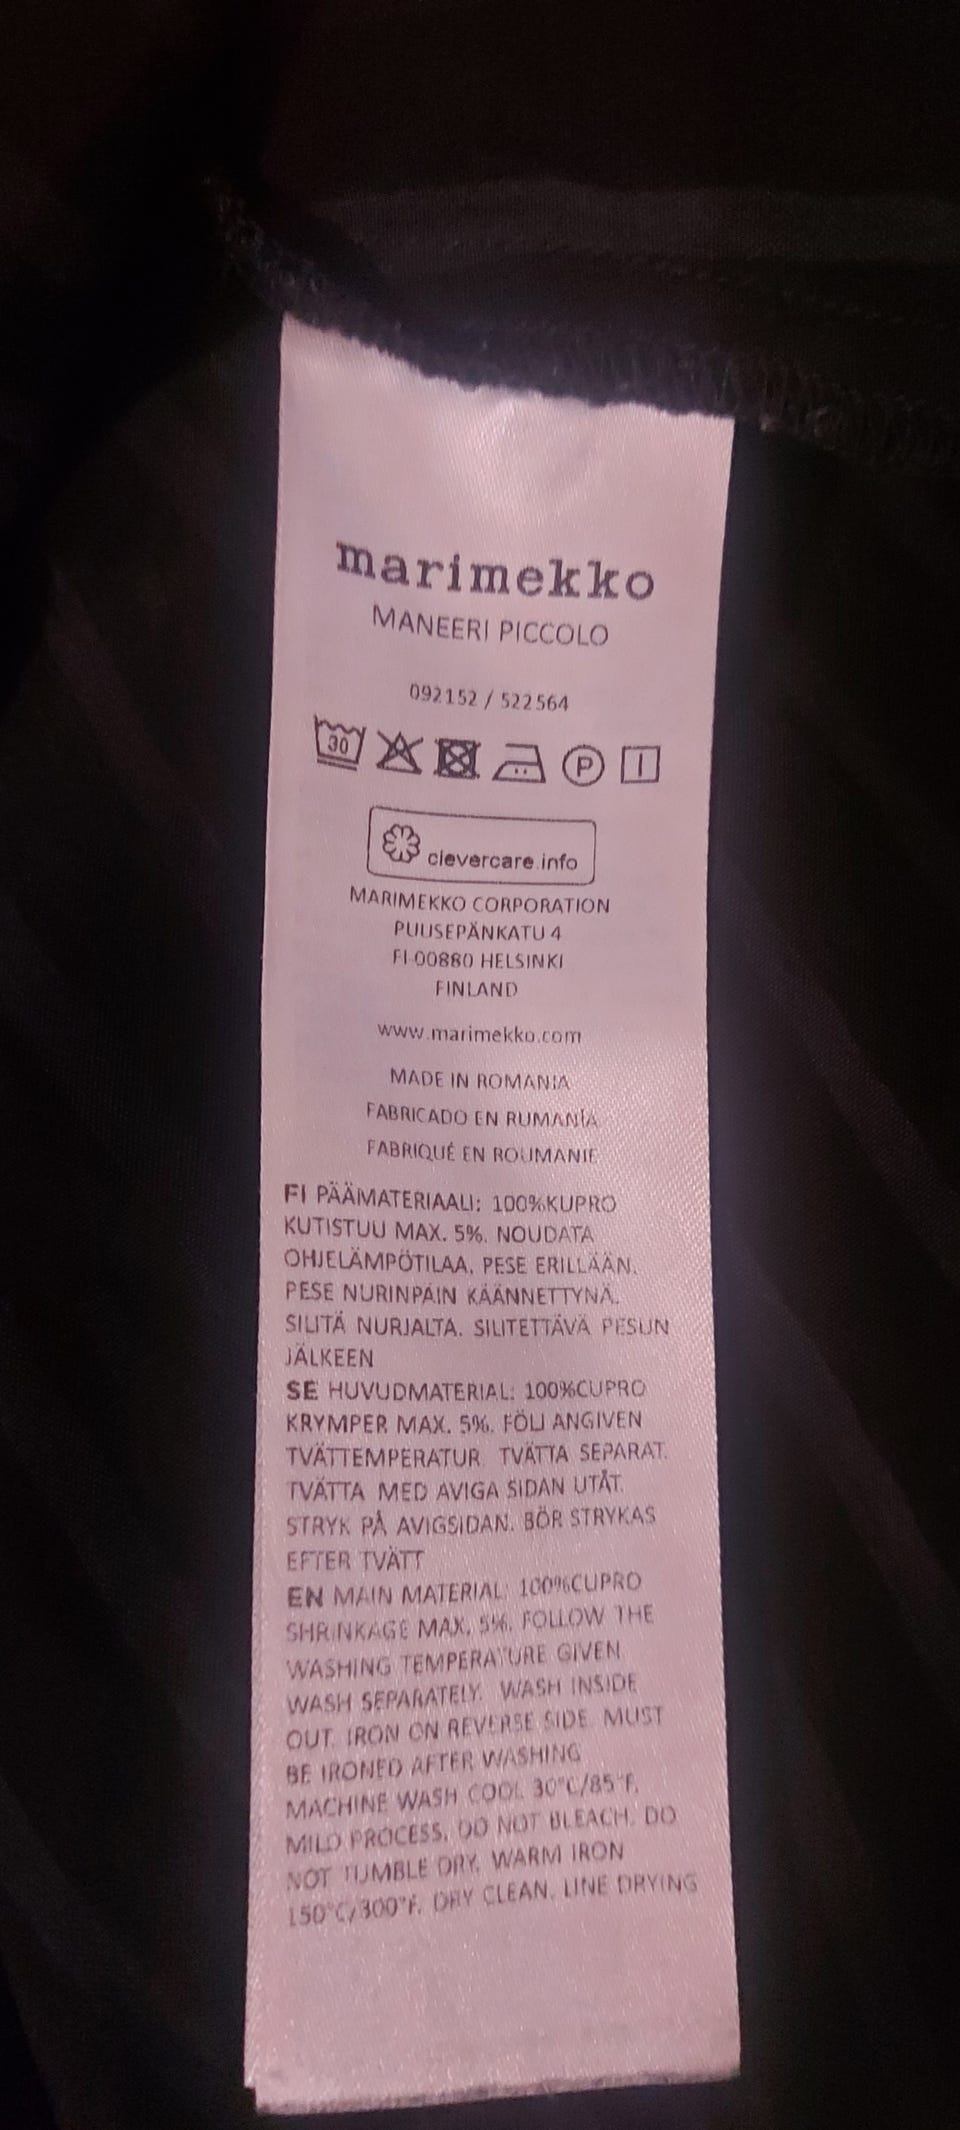 marimekko
MANEERI PICCOLO
092152 / 522564
30 P
clevercare.info
MARIMEKKO CORPORATION
PUUSEPÄNKATU 4
FI-00880 HELSINKI
FINLAND
www.marimekko.com
MADE IN ROMANIA
FABRICADO EN RUMANÍA
FABRIQUÉ EN ROUMANIE
FI PÄÄMATERIAALI: 100%KUPRO
KUTISTUU MAX. 5%. NOUDATA
OHJELÄMPÖTILAA. PESE ERILLÄÄN.
PESE NURINPÄIN KÄÄNNETTYNÄ.
SILITÄ NURJALTA. SILITETTÄVÄ PESUN
JÄLKEEN
SE HUVUDMATERIAL: 100%CUPRO
KRYMPER MAX. 5%. FÖLJ ANGIVEN
TVÄTTEMPERATUR. TVÄTTA SEPARAT.
TVÄTTA MED AVIGA SIDAN UTÅT.
STRYK PÅ AVIGSIDAN. BÖR STRYKAS
EFTER TVÄTT
EN MAIN MATERIAL: 100%CUPRO
SHRINKAGE MAX. 5%. FOLLOW THE
WASHING TEMPERATURE GIVEN
WASH SEPARATELY. WASH INSIDE
OUT. IRON ON REVERSE SIDE. MUST
BE IRONED AFTER WASHING
MACHINE WASH COOL 30°C/85°F,
MILD PROCESS. DO NOT BLEACH. DO
NOT TUMBLE DRY. WARM IRON
150°C/300°F. DRY CLEAN. LINE DRYING